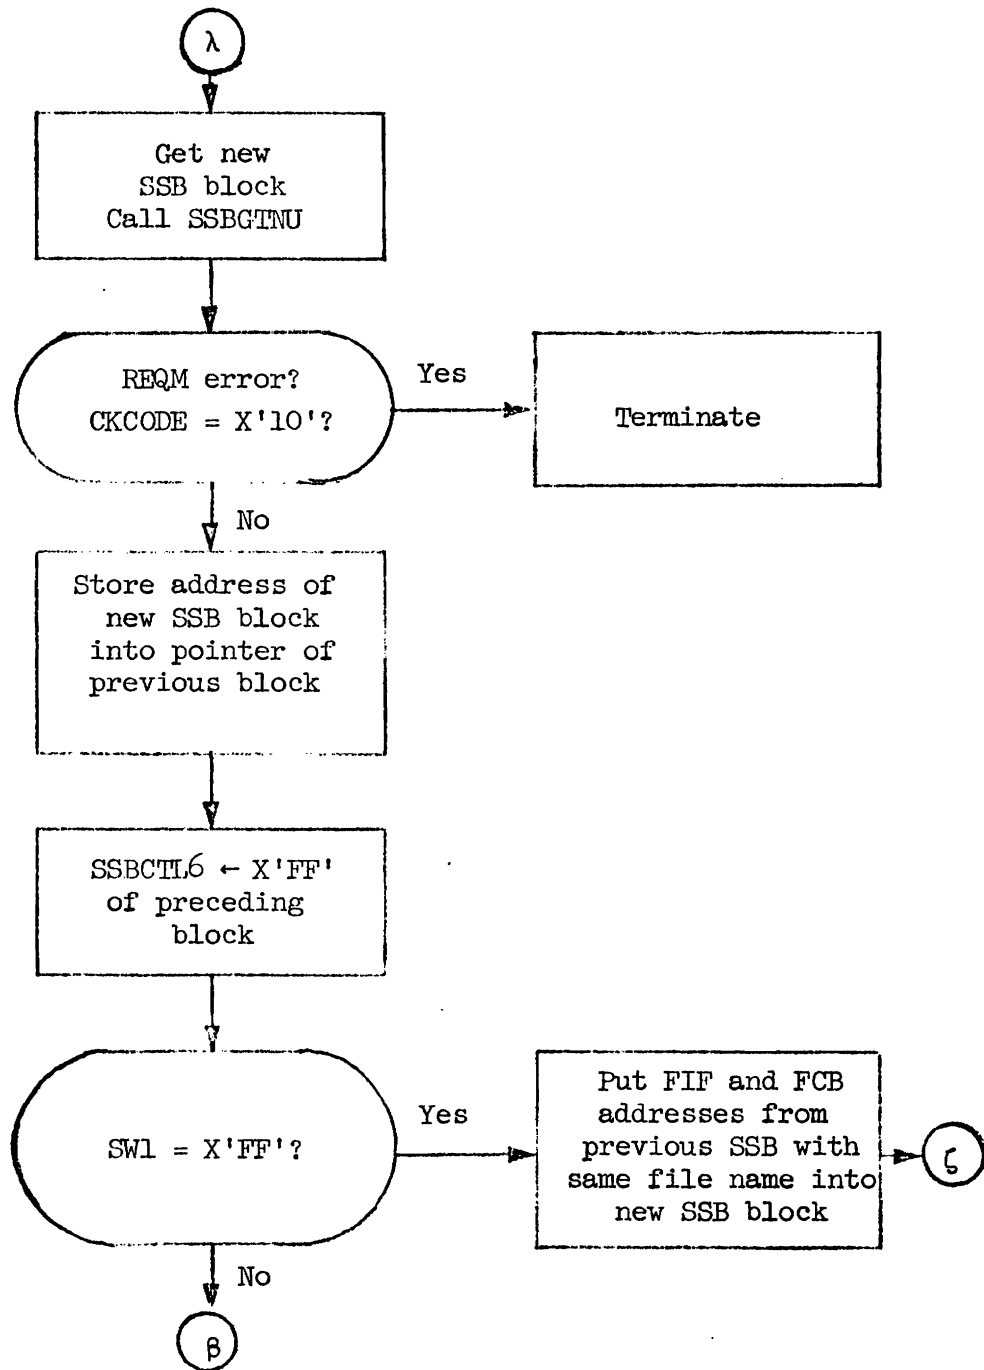 λ
Get new
SSB block
Call SSBGTNU
REQM error?
CKCODE = X'10'?
Yes
Terminate
No
Store address of
new SSB block
into pointer of
previous block
SSBCTL6 ← X'FF'
of preceding
block
SW1 = X'FF'?
Yes
Put FIF and FCB
addresses from
previous SSB with
same file name into
new SSB block
ζ
No
β